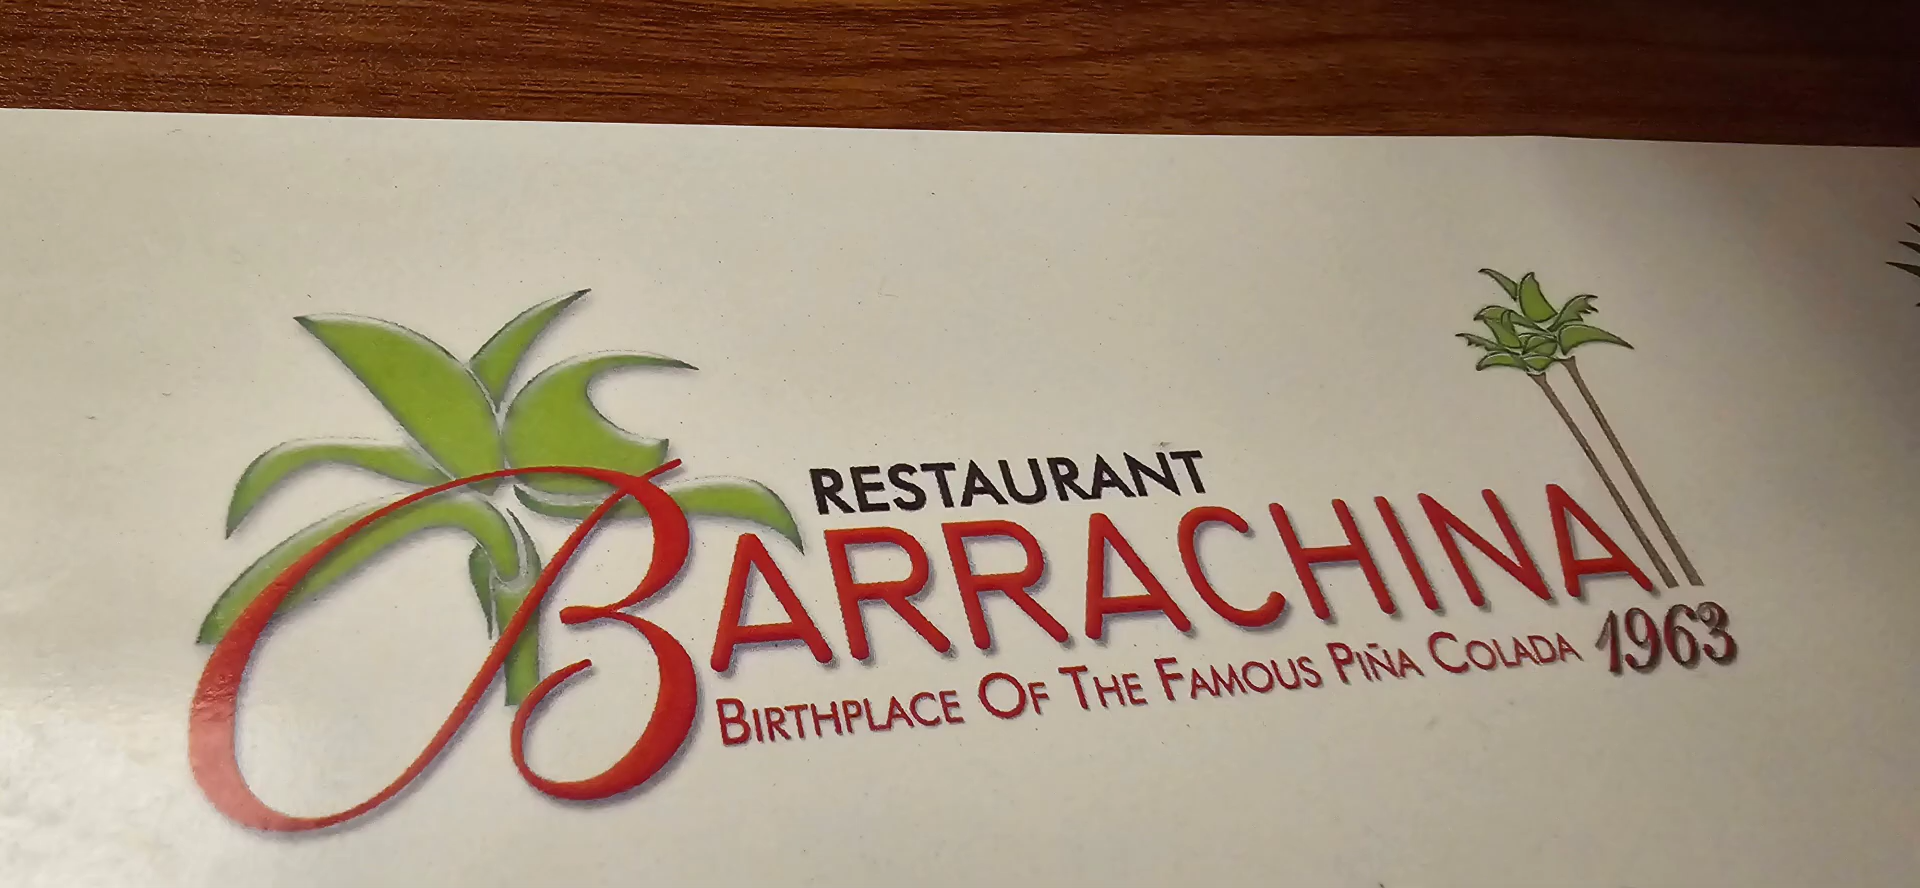 RESTAURANT
BARRACHINA
BIRTHPLACE OF THE FAMOUS PIÑA COLADA 1963